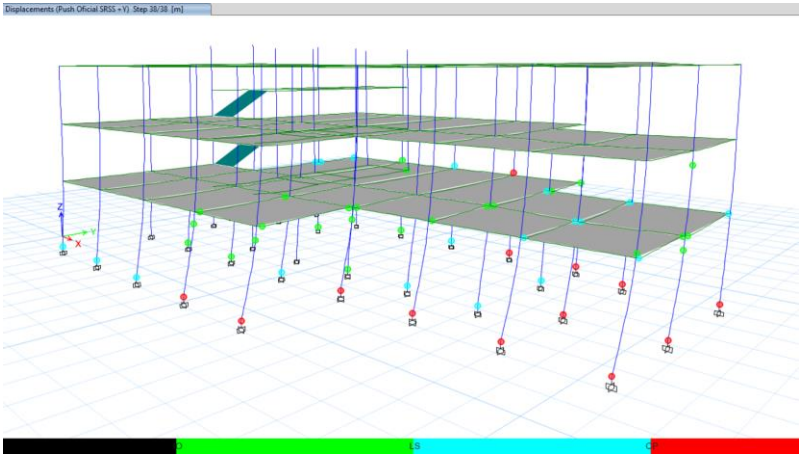 Displacements (Push Oficial SRSS +Y) Step 38/38 [m]
Z
Y
X
IO
LS
CP